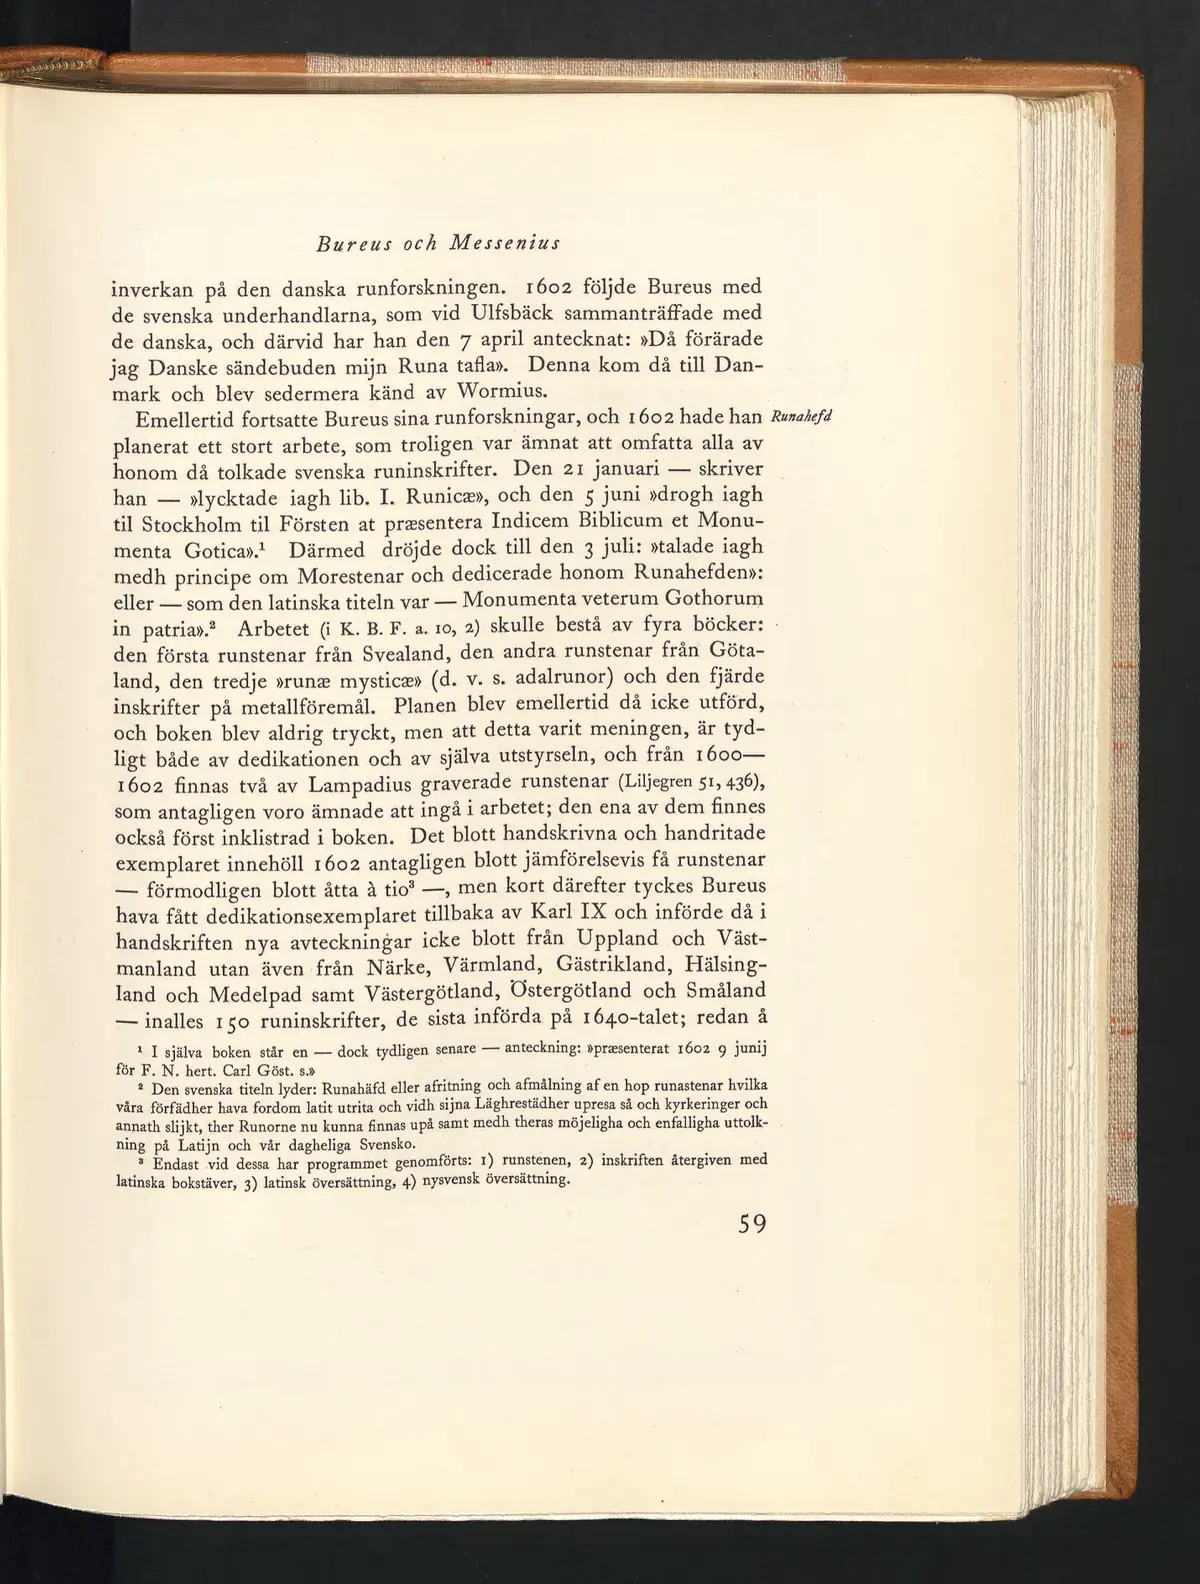 Bureus och Messenius
inverkan på den danska runforskningen. 1602 följde Bureus med
de svenska underhandlarna, som vid Ulfsbäck sammanträffade med
de danska, och därvid har han den 7 april antecknat: »Då förärade
jag Danske sändebuden mijn Runa tafla». Denna kom då till Dan-
mark och blev sedermera känd av Wormius.
Emellertid fortsatte Bureus sina runforskningar, och 1602 hade han Runahefd
planerat ett stort arbete, som troligen var ämnat att omfatta alla av
honom då tolkade svenska runinskrifter. Den 21 januari — skriver
han — »lycktade iagh lib. I. Runicæ», och den 5 juni »drogh iagh
til Stockholm til Försten at præsentera Indicem Biblicum et Monu-
menta Gotica».¹ Därmed dröjde dock till den 3 juli: »talade iagh
medh principe om Morestenar och dedicerade honom Runahefden»:
eller — som den latinska titeln var — Monumenta veterum Gothorum
in patria».² Arbetet (i K. B. F. a. 10, 2) skulle bestå av fyra böcker:
den första runstenar från Svealand, den andra runstenar från Göta-
land, den tredje »runæ mysticæ» (d. v. s. adalrunor) och den fjärde
inskrifter på metallföremål. Planen blev emellertid då icke utförd,
och boken blev aldrig tryckt, men att detta varit meningen, är tyd-
ligt både av dedikationen och av själva utstyrseln, och från 1600—
1602 finnas två av Lampadius graverade runstenar (Liljegren 51, 436),
som antagligen voro ämnade att ingå i arbetet; den ena av dem finnes
också först inklistrad i boken. Det blott handskrivna och handritade
exemplaret innehöll 1602 antagligen blott jämförelsevis få runstenar
— förmodligen blott åtta à tio³ —, men kort därefter tyckes Bureus
hava fått dedikationsexemplaret tillbaka av Karl IX och införde då i
handskriften nya avteckningar icke blott från Uppland och Väst-
manland utan även från Närke, Värmland, Gästrikland, Hälsing-
land och Medelpad samt Västergötland, Östergötland och Småland
— inalles 150 runinskrifter, de sista införda på 1640-talet; redan å
¹ I själva boken står en — dock tydligen senare — anteckning: »præsenterat 1602 9 junij
för F. N. hert. Carl Göst. s.»
² Den svenska titeln lyder: Runahäfd eller afritning och afmålning af en hop runastenar hvilka
våra förfädher hava fordom latit utrita och vidh sijna Läghrestädher upresa så och kyrkeringer och
annath slijkt, ther Runorne nu kunna finnas upå samt medh theras möjeligha och enfalligha uttolk-
ning på Latijn och vår dagheliga Svensko.
³ Endast vid dessa har programmet genomförts: 1) runstenen, 2) inskriften återgiven med
latinska bokstäver, 3) latinsk översättning, 4) nysvensk översättning.
59